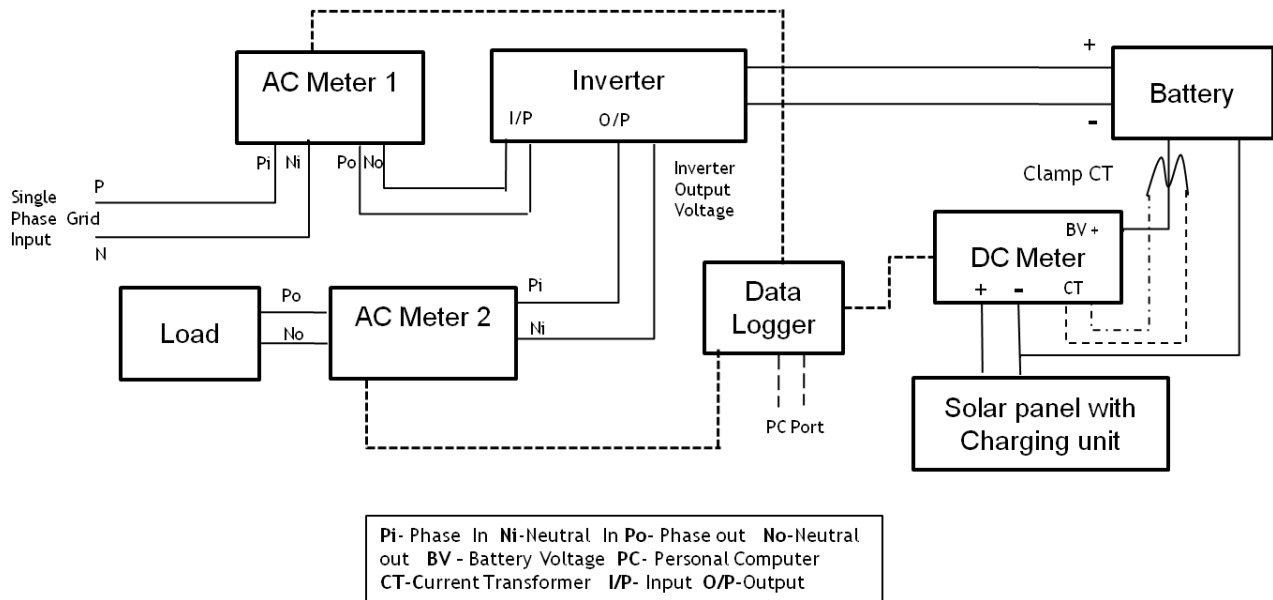 AC Meter 1
Pi Ni Po No
Single
Phase Grid
Input
P
N
Inverter
I/P O/P
Inverter
Output
Voltage
+
-
Battery
Clamp CT
BV +
DC Meter
+ - CT
Solar panel with
Charging unit
Data
Logger
PC Port
Load
Po
No
AC Meter 2
Pi
Ni
Pi- Phase In Ni-Neutral In Po- Phase out No-Neutral
out BV - Battery Voltage PC- Personal Computer
CT-Current Transformer I/P- Input O/P-Output